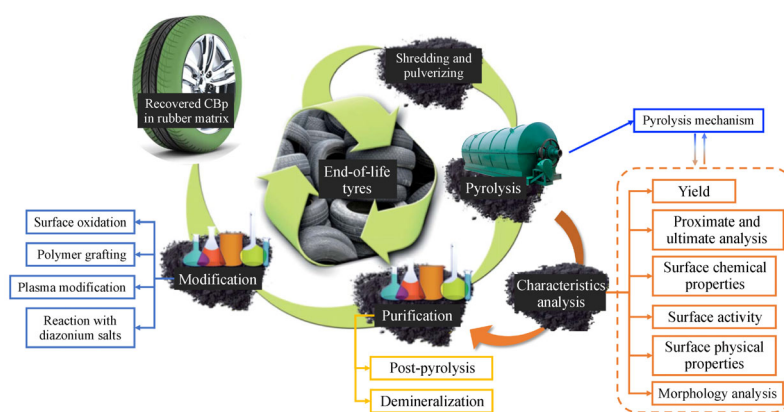 Shredding and
pulverizing
Recovered CBp
in rubber matrix
Pyrolysis mechanism
End-of-life
tyres
Pyrolysis
Yield
Proximate and
ultimate analysis
Surface chemical
properties
Surface activity
Surface physical
properties
Morphology analysis
Characteristics
analysis
Surface oxidation
Polymer grafting
Plasma modification
Reaction with
diazonium salts
Modification
Purification
Post-pyrolysis
Demineralization